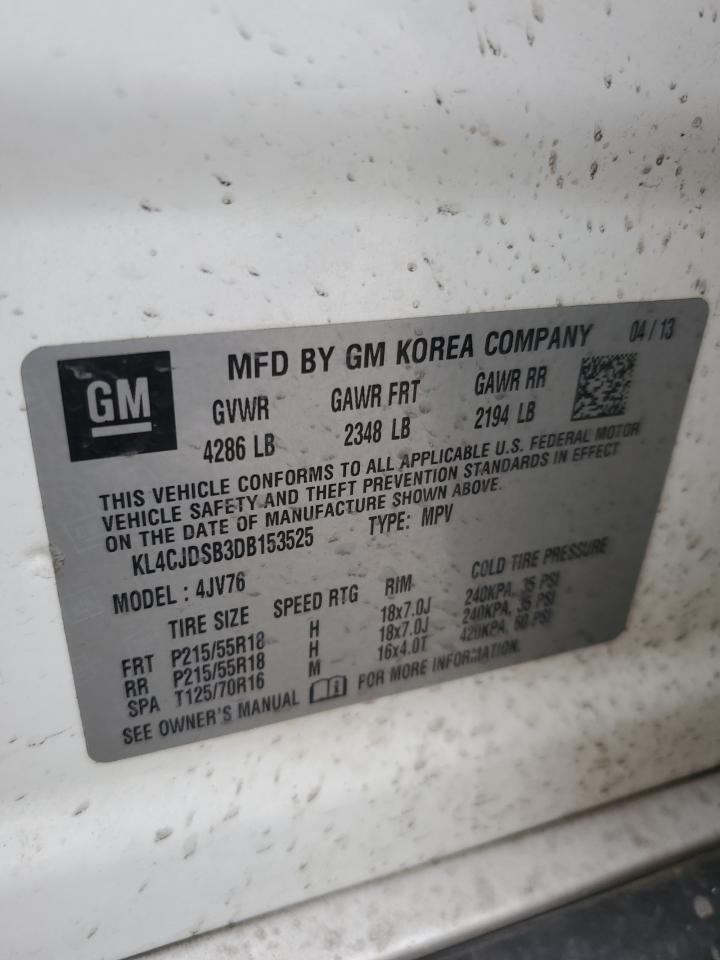 GM
MFD BY GM KOREA COMPANY 04 / 13
GVWR GAWR FRT GAWR RR
4286 LB 2348 LB 2194 LB
THIS VEHICLE CONFORMS TO ALL APPLICABLE U.S. FEDERAL MOTOR
VEHICLE SAFETY AND THEFT PREVENTION STANDARDS IN EFFECT
ON THE DATE OF MANUFACTURE SHOWN ABOVE.
KL4CJDSB3DB153525 TYPE: MPV
MODEL : 4JV76
TIRE SIZE SPEED RTG RIM COLD TIRE PRESSURE
FRT P215/55R18 H 18x7.0J 240KPA, 35 PSI
RR P215/55R18 H 18x7.0J 240KPA, 35 PSI
SPA T125/70R16 M 16x4.0T 420KPA, 60 PSI
SEE OWNER'S MANUAL FOR MORE INFORMATION.